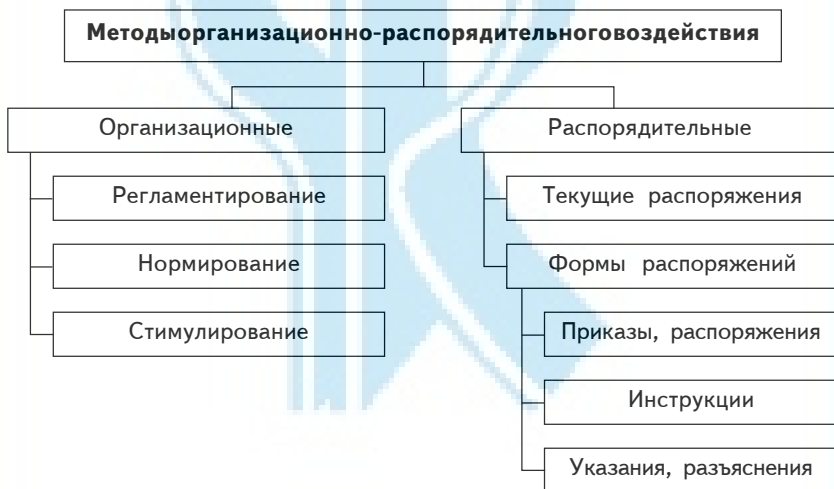 Методыорганизационно-распорядительноговоздействия
Организационные
Регламентирование
Нормирование
Стимулирование
Распорядительные
Текущие распоряжения
Формы распоряжений
Приказы, распоряжения
Инструкции
Указания, разъяснения